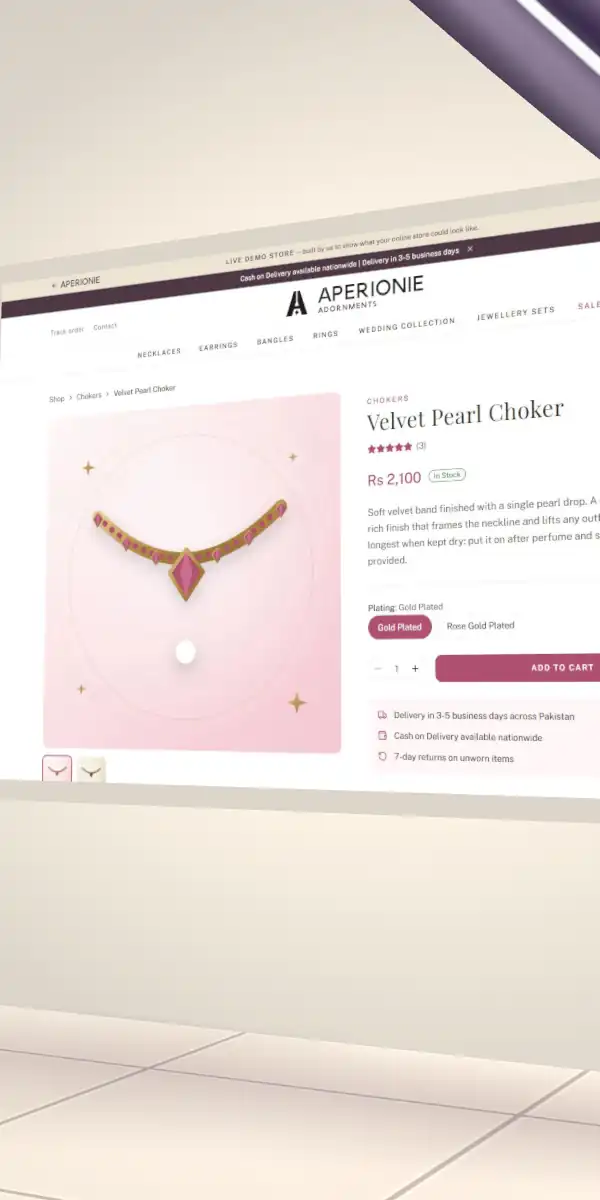 LIVE DEMO STORE — built by us to show what your online store could look like.
← APERIONIE
Cash on Delivery available nationwide | Delivery in 3-5 business days ×
Track order Contact
APERIONIE
ADORNMENTS
NECKLACES EARRINGS BANGLES RINGS WEDDING COLLECTION JEWELLERY SETS SALE
Shop > Chokers > Velvet Pearl Choker
CHOKERS
Velvet Pearl Choker
★★★★★ (3)
Rs 2,100 In Stock
Soft velvet band finished with a single pearl drop. A
rich finish that frames the neckline and lifts any
longest when kept dry: put it on after perfume and
provided.
Plating: Gold Plated
Gold Plated Rose Gold Plated
− 1 + ADD TO CART
Delivery in 3-5 business days across Pakistan
Cash on Delivery available nationwide
7-day returns on unworn items